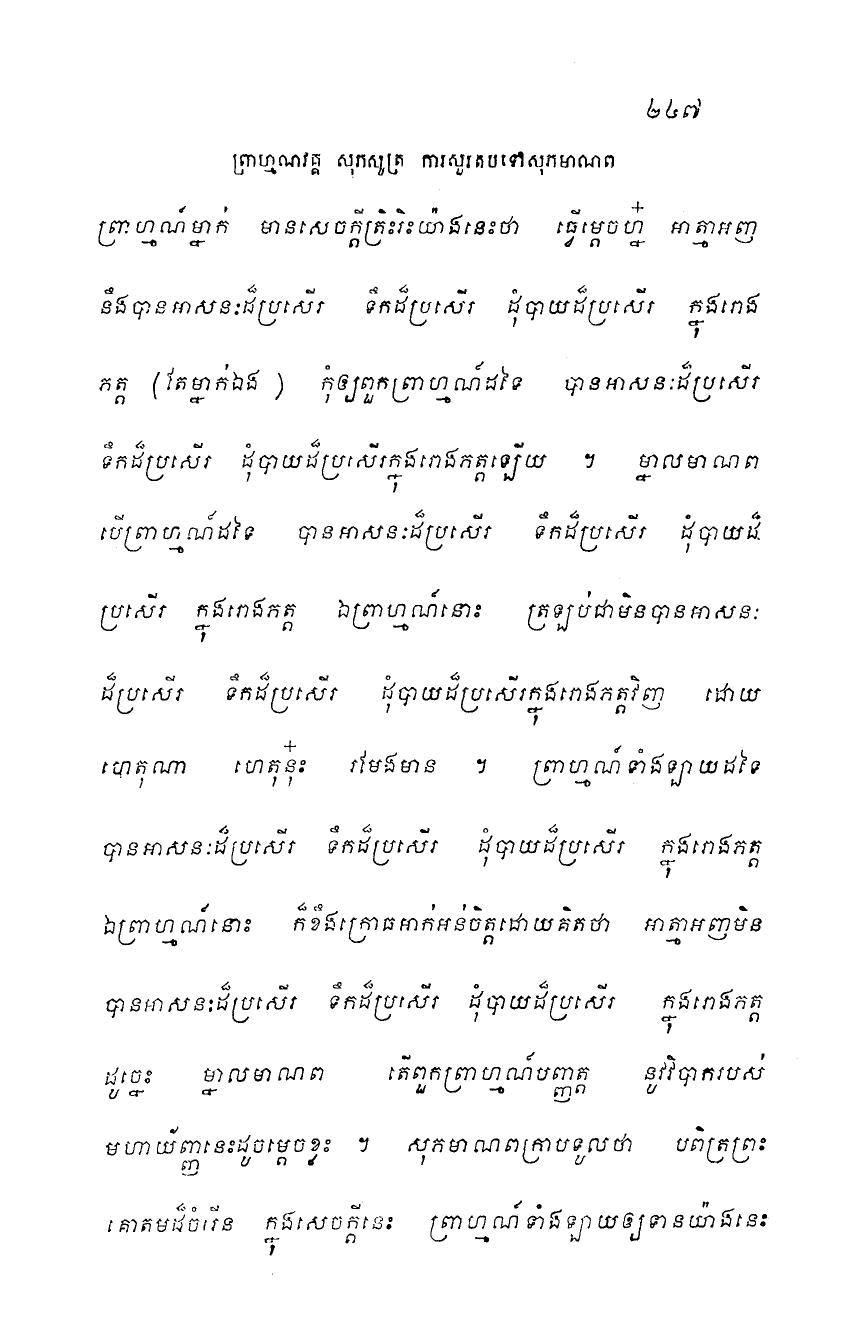 ២៤៧
ព្រាហ្មណវគ្គ សុភសូត្រ ការសួរតបទៅសុភមាណព
ព្រាហ្មណ៍ម្នាក់ មានសេចក្តីត្រិះរិះយ៉ាងនេះថា ធ្វើម្តេចហ្ន៎ អាត្មាអញ
នឹងបានអាសនៈដ៏ប្រសើរ ទឹកដ៏ប្រសើរ ដុំបាយដ៏ប្រសើរ ក្នុងរោង
ភត្ត (តែម្នាក់ឯង ) កុំឲ្យពួកព្រាហ្មណ៍ដទៃ បានអាសនៈដ៏ប្រសើរ
ទឹកដ៏ប្រសើរ ដុំបាយដ៏ប្រសើរក្នុងរោងភត្តឡើយ ។ ម្នាលមាណព
បើព្រាហ្មណ៍ដទៃ បានអាសនៈដ៏ប្រសើរ ទឹកដ៏ប្រសើរ ដុំបាយដ៏
ប្រសើរ ក្នុងរោងភត្ត ឯព្រាហ្មណ៍នោះ ត្រឡប់ជាមិនបានអាសនៈ
ដ៏ប្រសើរ ទឹកដ៏ប្រសើរ ដុំបាយដ៏ប្រសើរក្នុងរោងភត្តវិញ ដោយ
ហេតុណា ហេតុនុ៎ះ រមែងមាន ។ ព្រាហ្មណ៍ទាំងឡាយដទៃ
បានអាសនៈដ៏ប្រសើរ ទឹកដ៏ប្រសើរ ដុំបាយដ៏ប្រសើរ ក្នុងរោងភត្ត
ឯព្រាហ្មណ៍នោះ ក៏ខឹងក្រោធអាក់អន់ចិត្តដោយគិតថា អាត្មាអញមិន
បានអាសនៈដ៏ប្រសើរ ទឹកដ៏ប្រសើរ ដុំបាយដ៏ប្រសើរ ក្នុងរោងភត្ត
ដូច្នេះ ម្នាលមាណព តើពួកព្រាហ្មណ៍បញ្ញត្ត នូវវិបាករបស់
មហាយ័ញ្ញនេះដូចម្តេចខ្លះ ។ សុភមាណពក្រាបទូលថា បពិត្រព្រះ
គោតមដ៏ចំរើន ក្នុងសេចក្តីនេះ ព្រាហ្មណ៍ទាំងឡាយឲ្យទានយ៉ាងនេះ